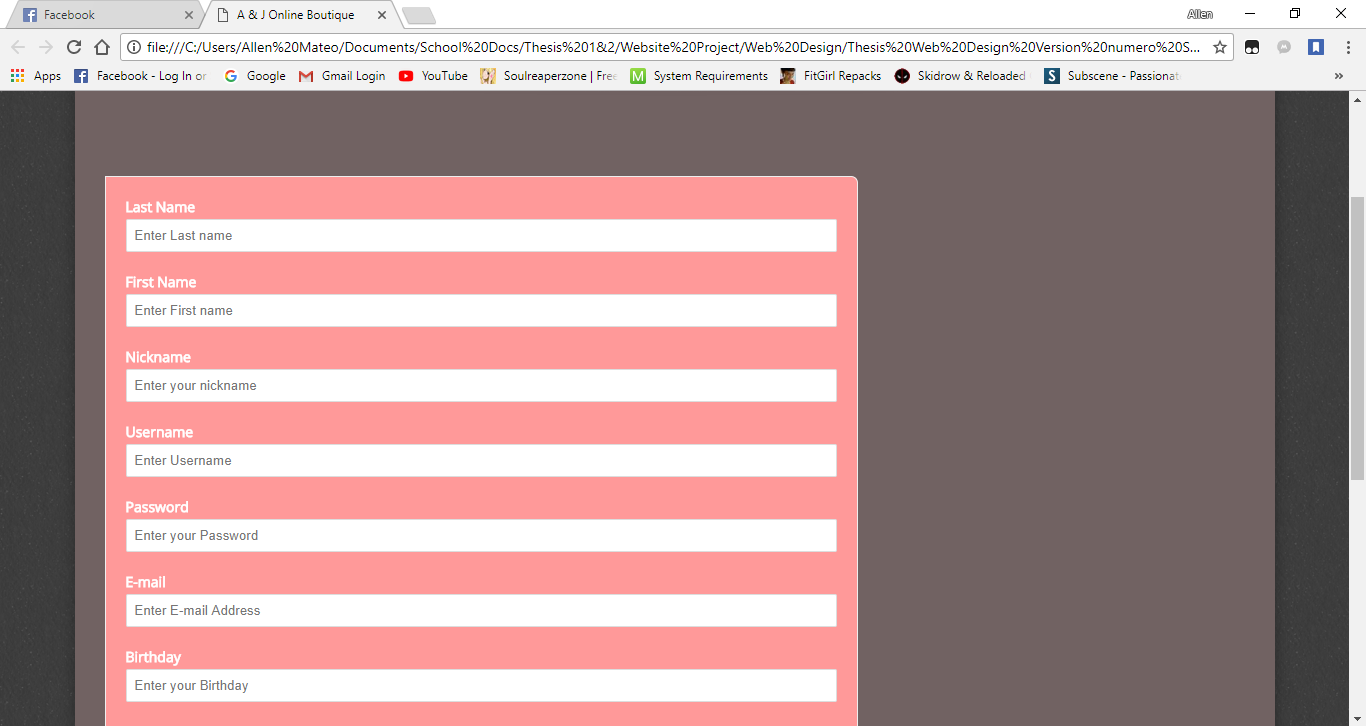 Facebook A & J Online Boutique Allen
file:///C:/Users/Allen%20Mateo/Documents/School%20Docs/Thesis%201&2/Website%20Project/Web%20Design/Thesis%20Web%20Design%20Version%20numero%20S...
Apps Facebook - Log In or Google Gmail Login YouTube Soulreaperzone | Free M System Requirements FitGirl Repacks Skidrow & Reloaded S Subscene - Passionat
Last Name
Enter Last name
First Name
Enter First name
Nickname
Enter your nickname
Username
Enter Username
Password
Enter your Password
E-mail
Enter E-mail Address
Birthday
Enter your Birthday